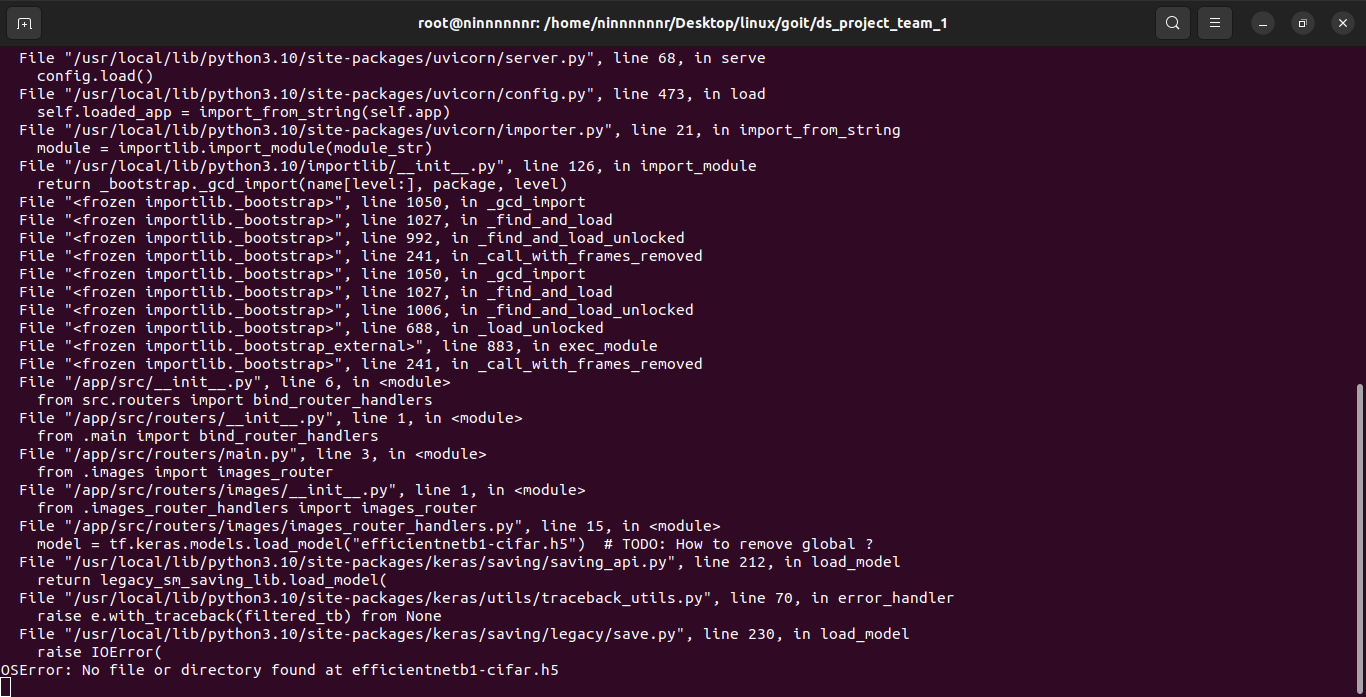 root@ninnnnnnr: /home/ninnnnnnr/Desktop/linux/goit/ds_project_team_1
File "/usr/local/lib/python3.10/site-packages/uvicorn/server.py", line 68, in serve
config.load()
File "/usr/local/lib/python3.10/site-packages/uvicorn/config.py", line 473, in load
self.loaded_app = import_from_string(self.app)
File "/usr/local/lib/python3.10/site-packages/uvicorn/importer.py", line 21, in import_from_string
module = importlib.import_module(module_str)
File "/usr/local/lib/python3.10/importlib/__init__.py", line 126, in import_module
return _bootstrap._gcd_import(name[level:], package, level)
File "<frozen importlib._bootstrap>", line 1050, in _gcd_import
File "<frozen importlib._bootstrap>", line 1027, in _find_and_load
File "<frozen importlib._bootstrap>", line 992, in _find_and_load_unlocked
File "<frozen importlib._bootstrap>", line 241, in _call_with_frames_removed
File "<frozen importlib._bootstrap>", line 1050, in _gcd_import
File "<frozen importlib._bootstrap>", line 1027, in _find_and_load
File "<frozen importlib._bootstrap>", line 1006, in _find_and_load_unlocked
File "<frozen importlib._bootstrap>", line 688, in _load_unlocked
File "<frozen importlib._bootstrap_external>", line 883, in exec_module
File "<frozen importlib._bootstrap>", line 241, in _call_with_frames_removed
File "/app/src/__init__.py", line 6, in <module>
from src.routers import bind_router_handlers
File "/app/src/routers/__init__.py", line 1, in <module>
from .main import bind_router_handlers
File "/app/src/routers/main.py", line 3, in <module>
from .images import images_router
File "/app/src/routers/images/__init__.py", line 1, in <module>
from .images_router_handlers import images_router
File "/app/src/routers/images/images_router_handlers.py", line 15, in <module>
model = tf.keras.models.load_model("efficientnetb1-cifar.h5")  # TODO: How to remove global ?
File "/usr/local/lib/python3.10/site-packages/keras/saving/saving_api.py", line 212, in load_model
return legacy_sm_saving_lib.load_model(
File "/usr/local/lib/python3.10/site-packages/keras/utils/traceback_utils.py", line 70, in error_handler
raise e.with_traceback(filtered_tb) from None
File "/usr/local/lib/python3.10/site-packages/keras/saving/legacy/save.py", line 230, in load_model
raise IOError(
OSError: No file or directory found at efficientnetb1-cifar.h5